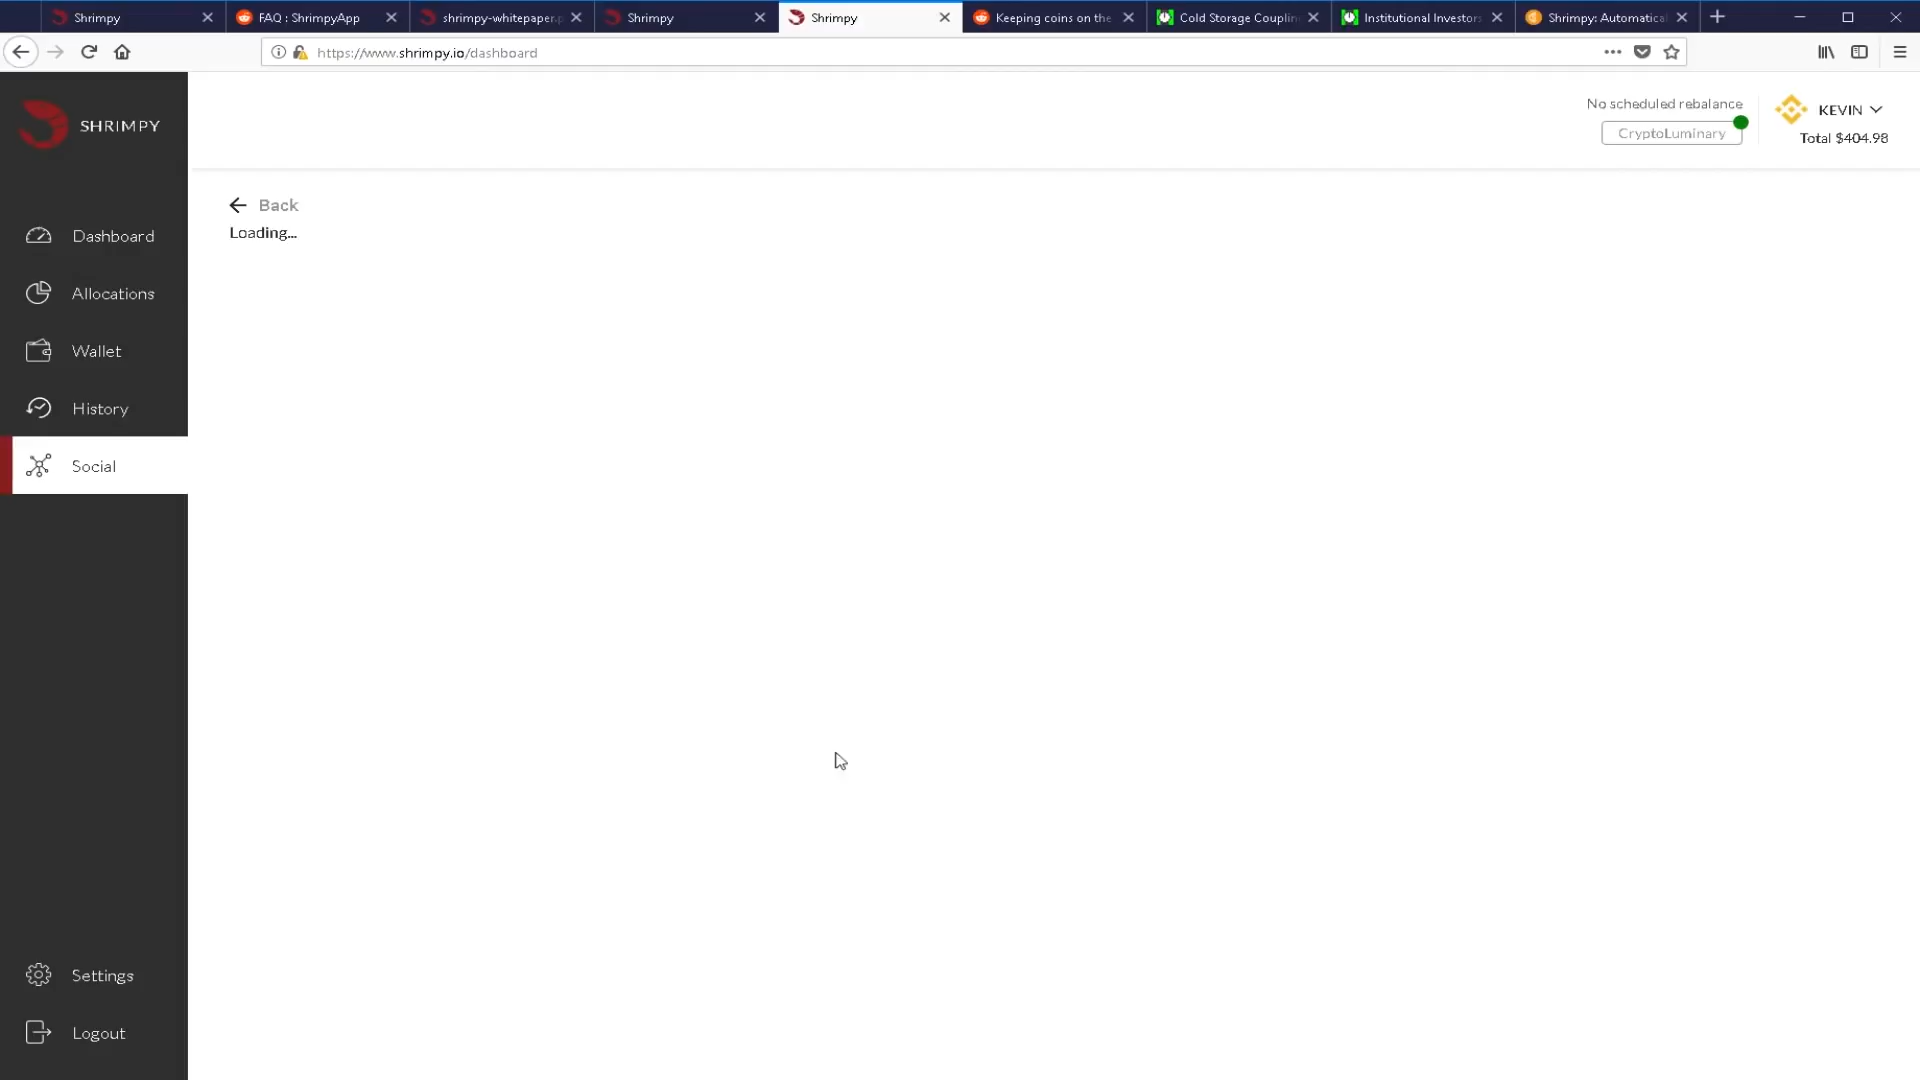 Shrimpy
FAQ : ShrimpyApp
shrimpy-whitepaper.p
Shrimpy
Shrimpy
Keeping coins on the
Cold Storage Couplin
Institutional Investors
Shrimpy: Automatica
https://www.shrimpy.io/dashboard
SHRIMPY
No scheduled rebalance
CryptoLuminary
KEVIN
Total $404.98
Back
Loading...
Dashboard
Allocations
Wallet
History
Social
Settings
Logout